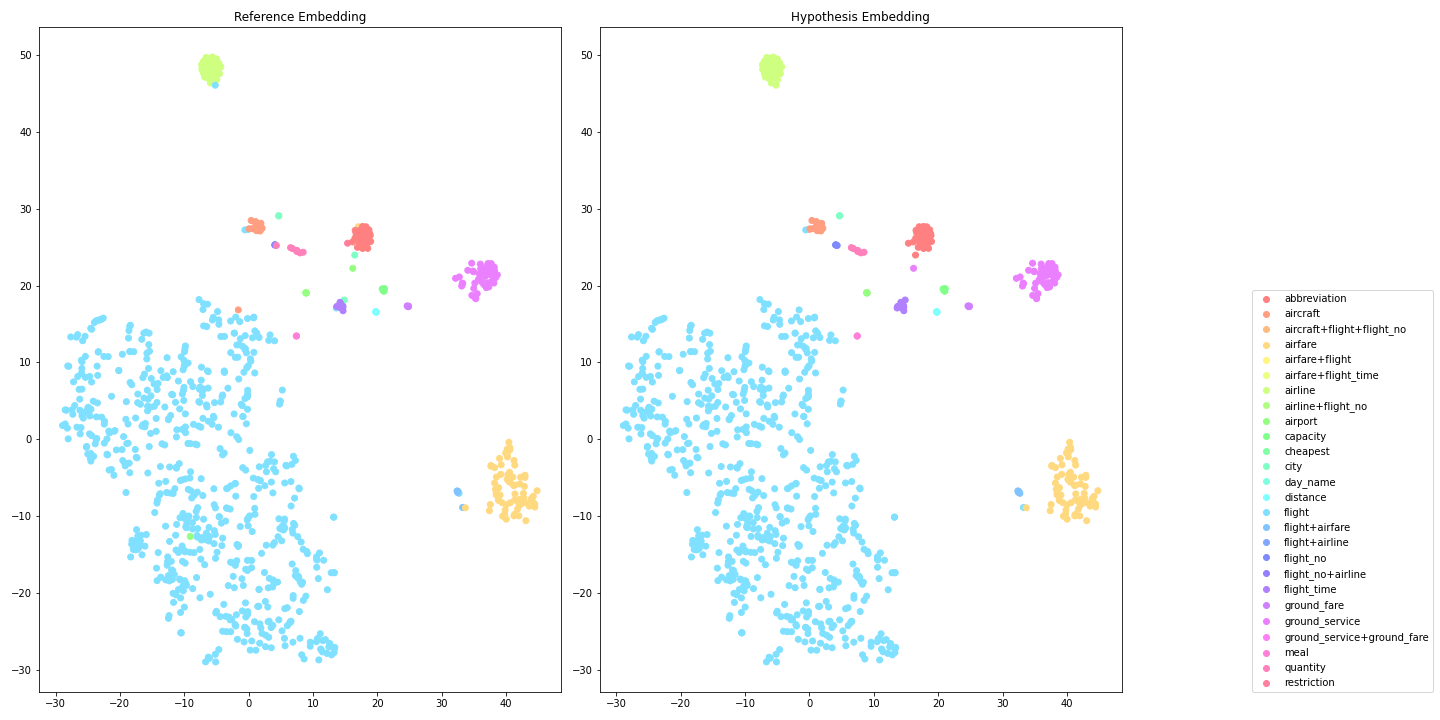 Reference Embedding
Hypothesis Embedding
50
40
30
20
10
0
−10
−20
−30
−30
−20
−10
0
10
20
30
40
50
40
30
20
10
0
−10
−20
−30
−30
−20
−10
0
10
20
30
40
abbreviation
aircraft
aircraft+flight+flight_no
airfare
airfare+flight
airfare+flight_time
airline
airline+flight_no
airport
capacity
cheapest
city
day_name
distance
flight
flight+airfare
flight+airline
flight_no
flight_no+airline
flight_time
ground_fare
ground_service
ground_service+ground_fare
meal
quantity
restriction